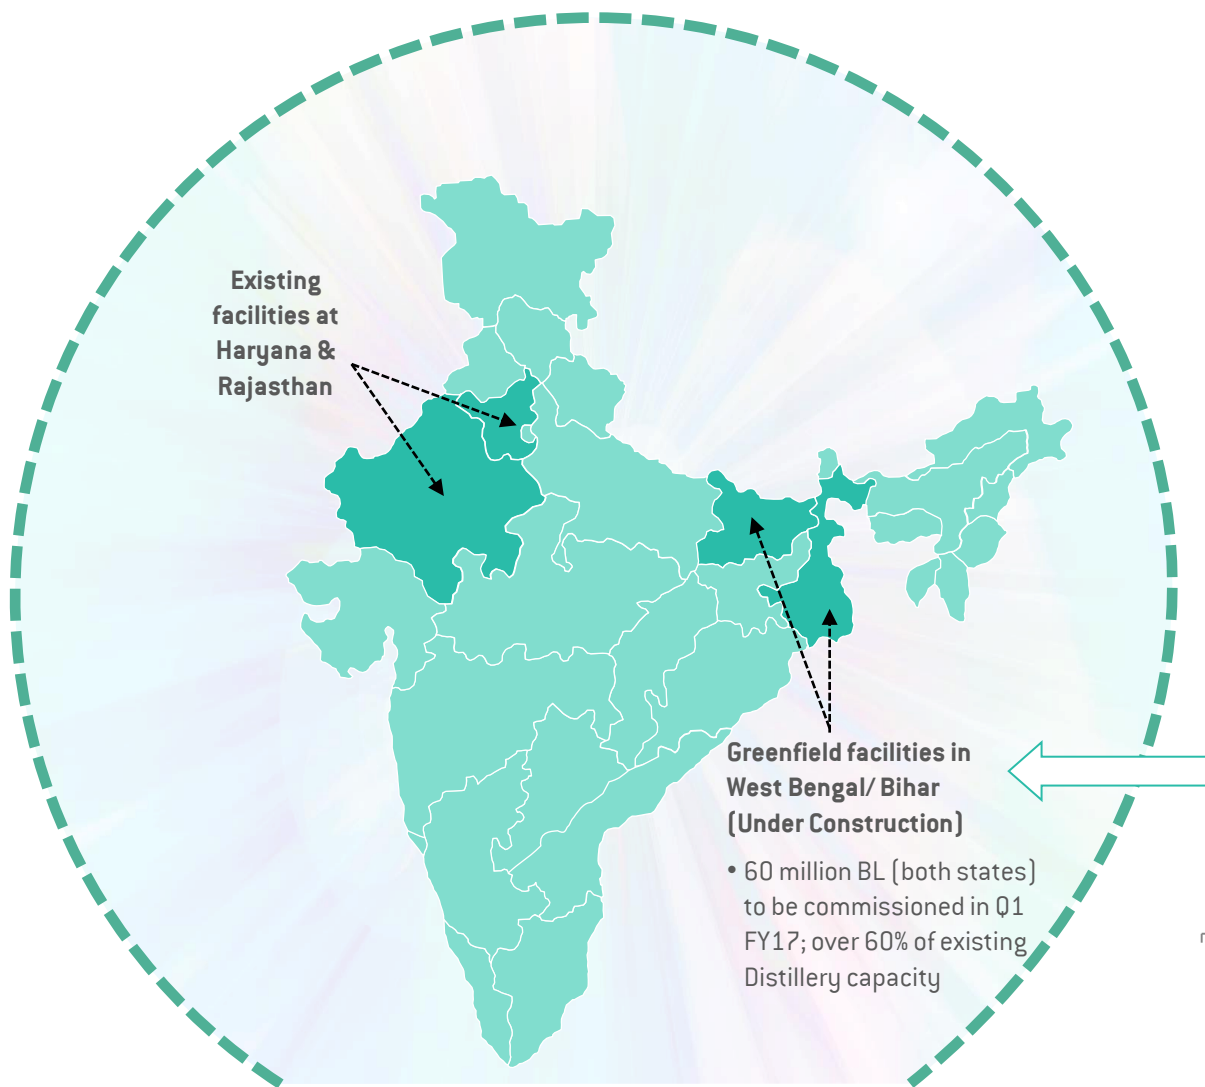 Existing
facilities at
Haryana &
Rajasthan
Greenfield facilities in
West Bengal/ Bihar
(Under Construction)
• 60 million BL (both states)
to be commissioned in Q1
FY17; over 60% of existing
Distillery capacity